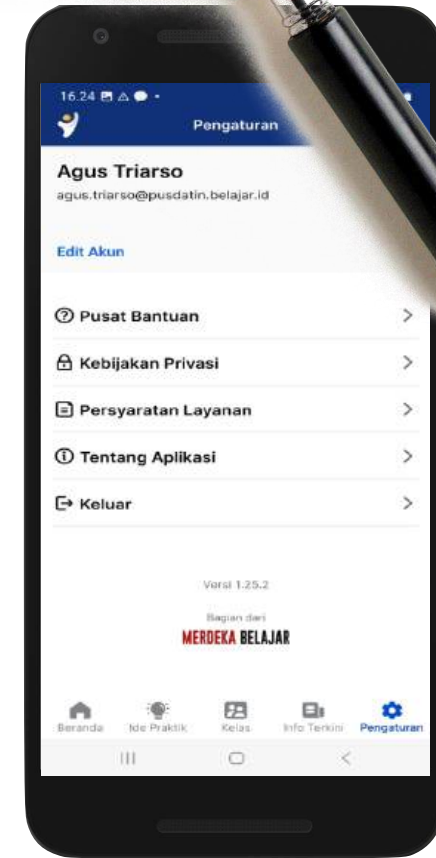 16.24
Pengaturan
Agus Triarso
agus.triarso@pusdatin.belajar.id
Edit Akun
Pusat Bantuan
Kebijakan Privasi
Persyaratan Layanan
Tentang Aplikasi
Keluar
Versi 1.25.2
Bagian dari
MERDEKA BELAJAR
Beranda Ide Praktik Kelas Info Terkini Pengaturan